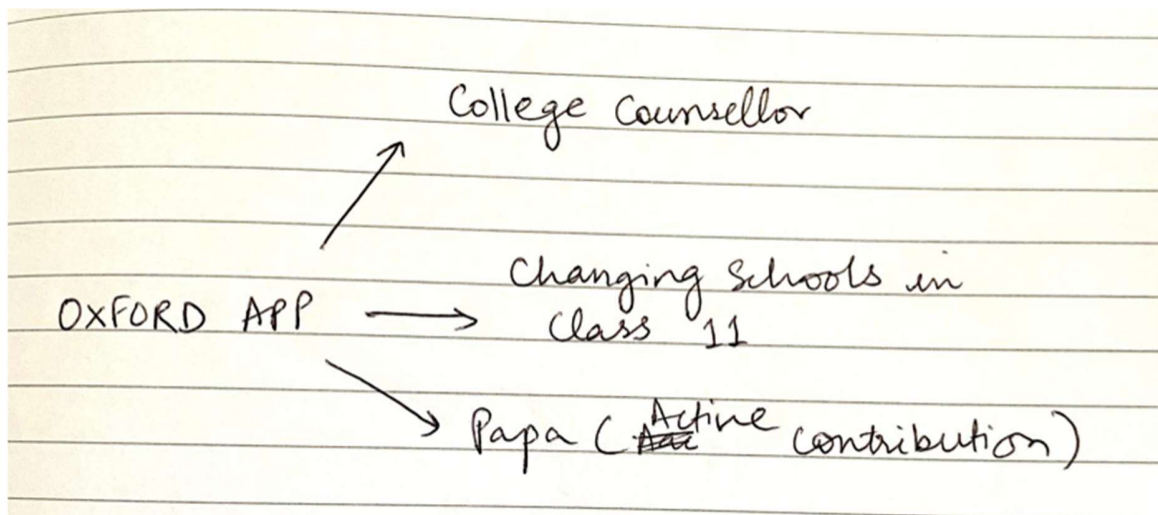 College Counsellor
OXFORD APP
Changing Schools in
Class 11
Papa (Active contribution)